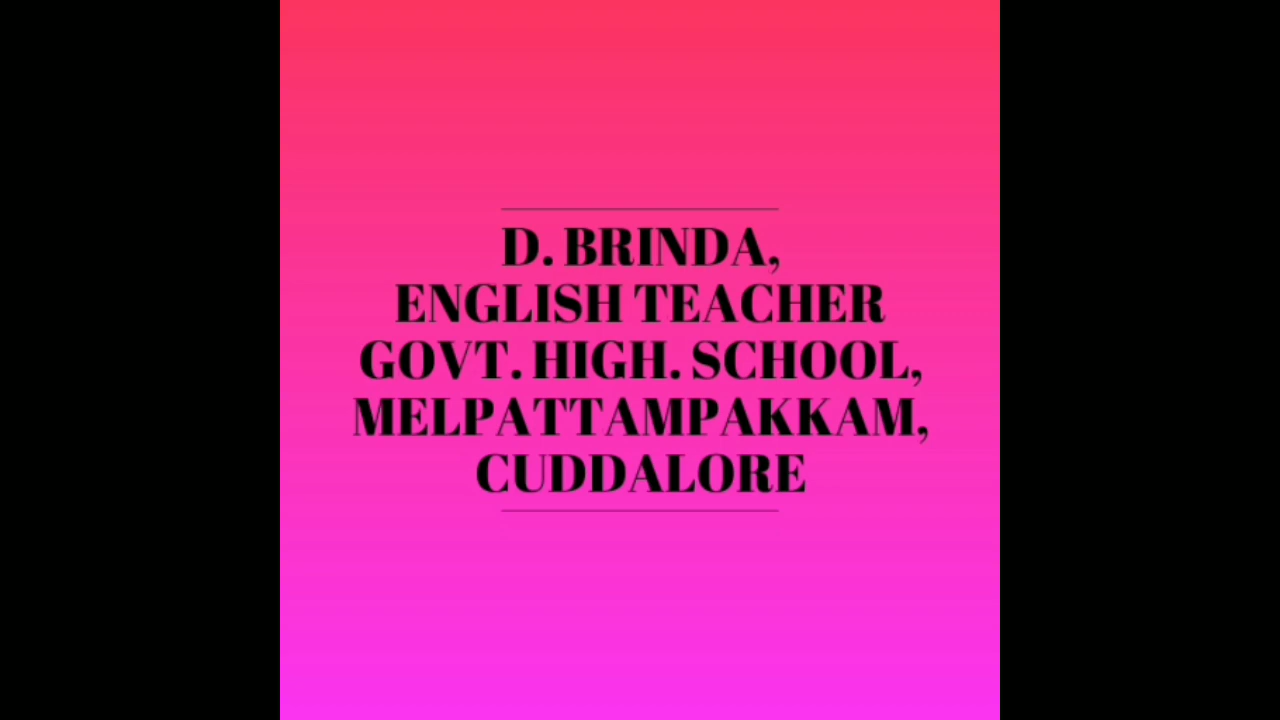 D. BRINDA,
ENGLISH TEACHER
GOVT. HIGH. SCHOOL,
MELPATTAMPAKKAM,
CUDDALORE